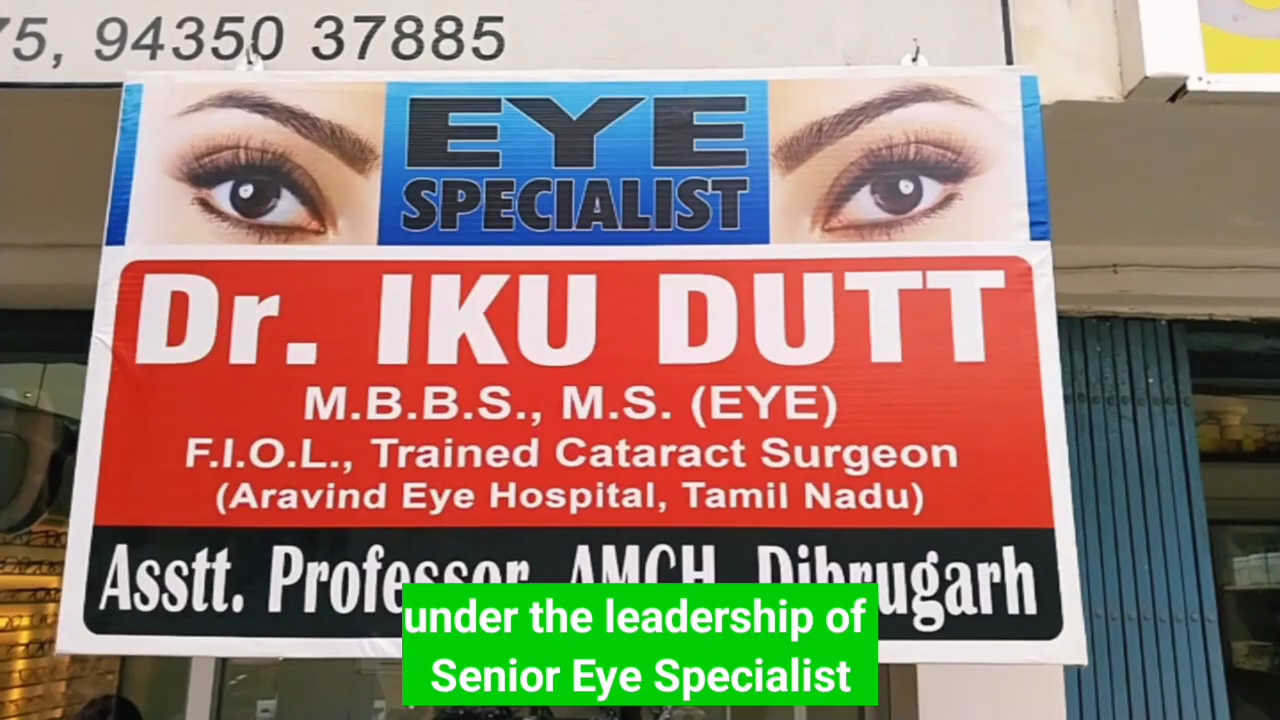 75, 94350 37885
EYE
SPECIALIST
Dr. IKU DUTT
M.B.B.S., M.S. (EYE)
F.I.O.L., Trained Cataract Surgeon
(Aravind Eye Hospital, Tamil Nadu)
Asstt. Professor, AMCH, Dibrugarh
under the leadership of
Senior Eye Specialist